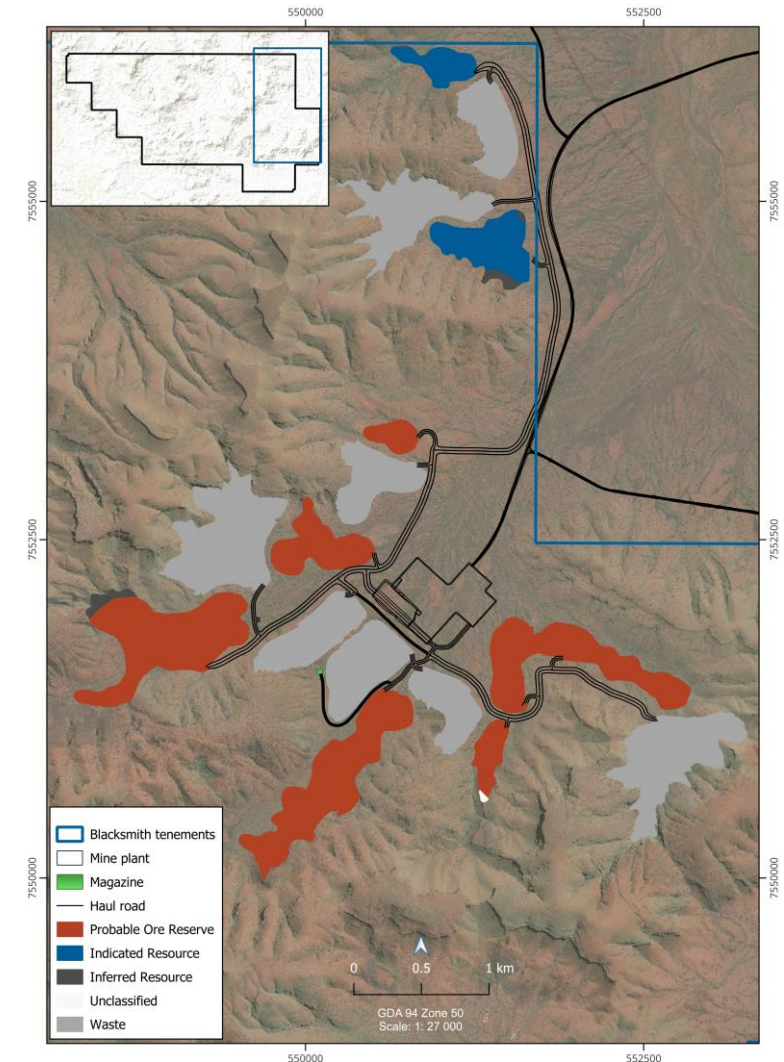 550000
552500
7555000
7555000
7552500
7552500
7550000
7550000
Blacksmith tenements
Mine plant
Magazine
Haul road
Probable Ore Reserve
Indicated Resource
Inferred Resource
Unclassified
Waste
0 0.5 1 km
GDA 94 Zone 50
Scale: 1: 27 000
550000
552500